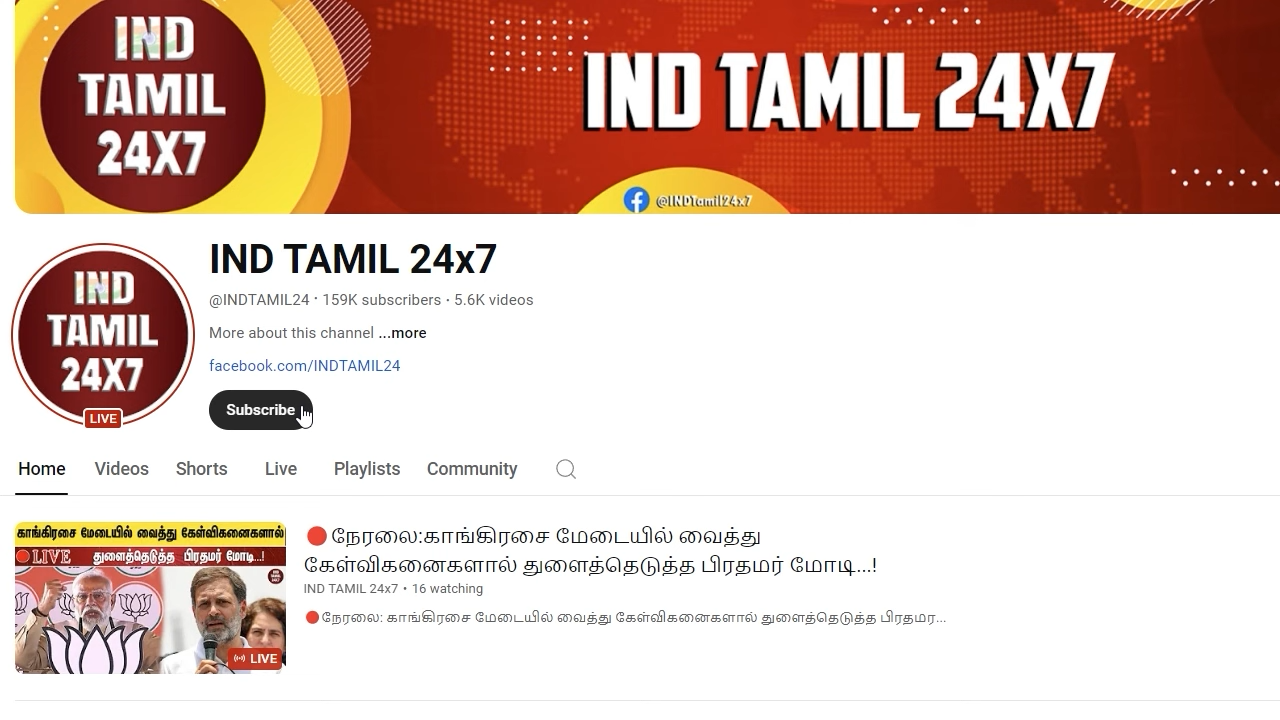 IND
TAMIL
24X7
IND TAMIL 24X7
@INDTamil24x7
IND
TAMIL
24X7
LIVE
IND TAMIL 24x7
@INDTAMIL24 · 159K subscribers · 5.6K videos
More about this channel ...more
facebook.com/INDTAMIL24
Subscribe
Home Videos Shorts Live Playlists Community
காங்கிரசை மேடையில் வைத்து கேள்விகனைகளால்
LIVE துளைத்தெடுத்த பிரதமர் மோடி...!
LIVE
🔴நேரலை:காங்கிரசை மேடையில் வைத்து
கேள்விகனைகளால் துளைத்தெடுத்த பிரதமர் மோடி...!
IND TAMIL 24x7 • 16 watching
🔴நேரலை: காங்கிரசை மேடையில் வைத்து கேள்விகனைகளால் துளைத்தெடுத்த பிரதமர...